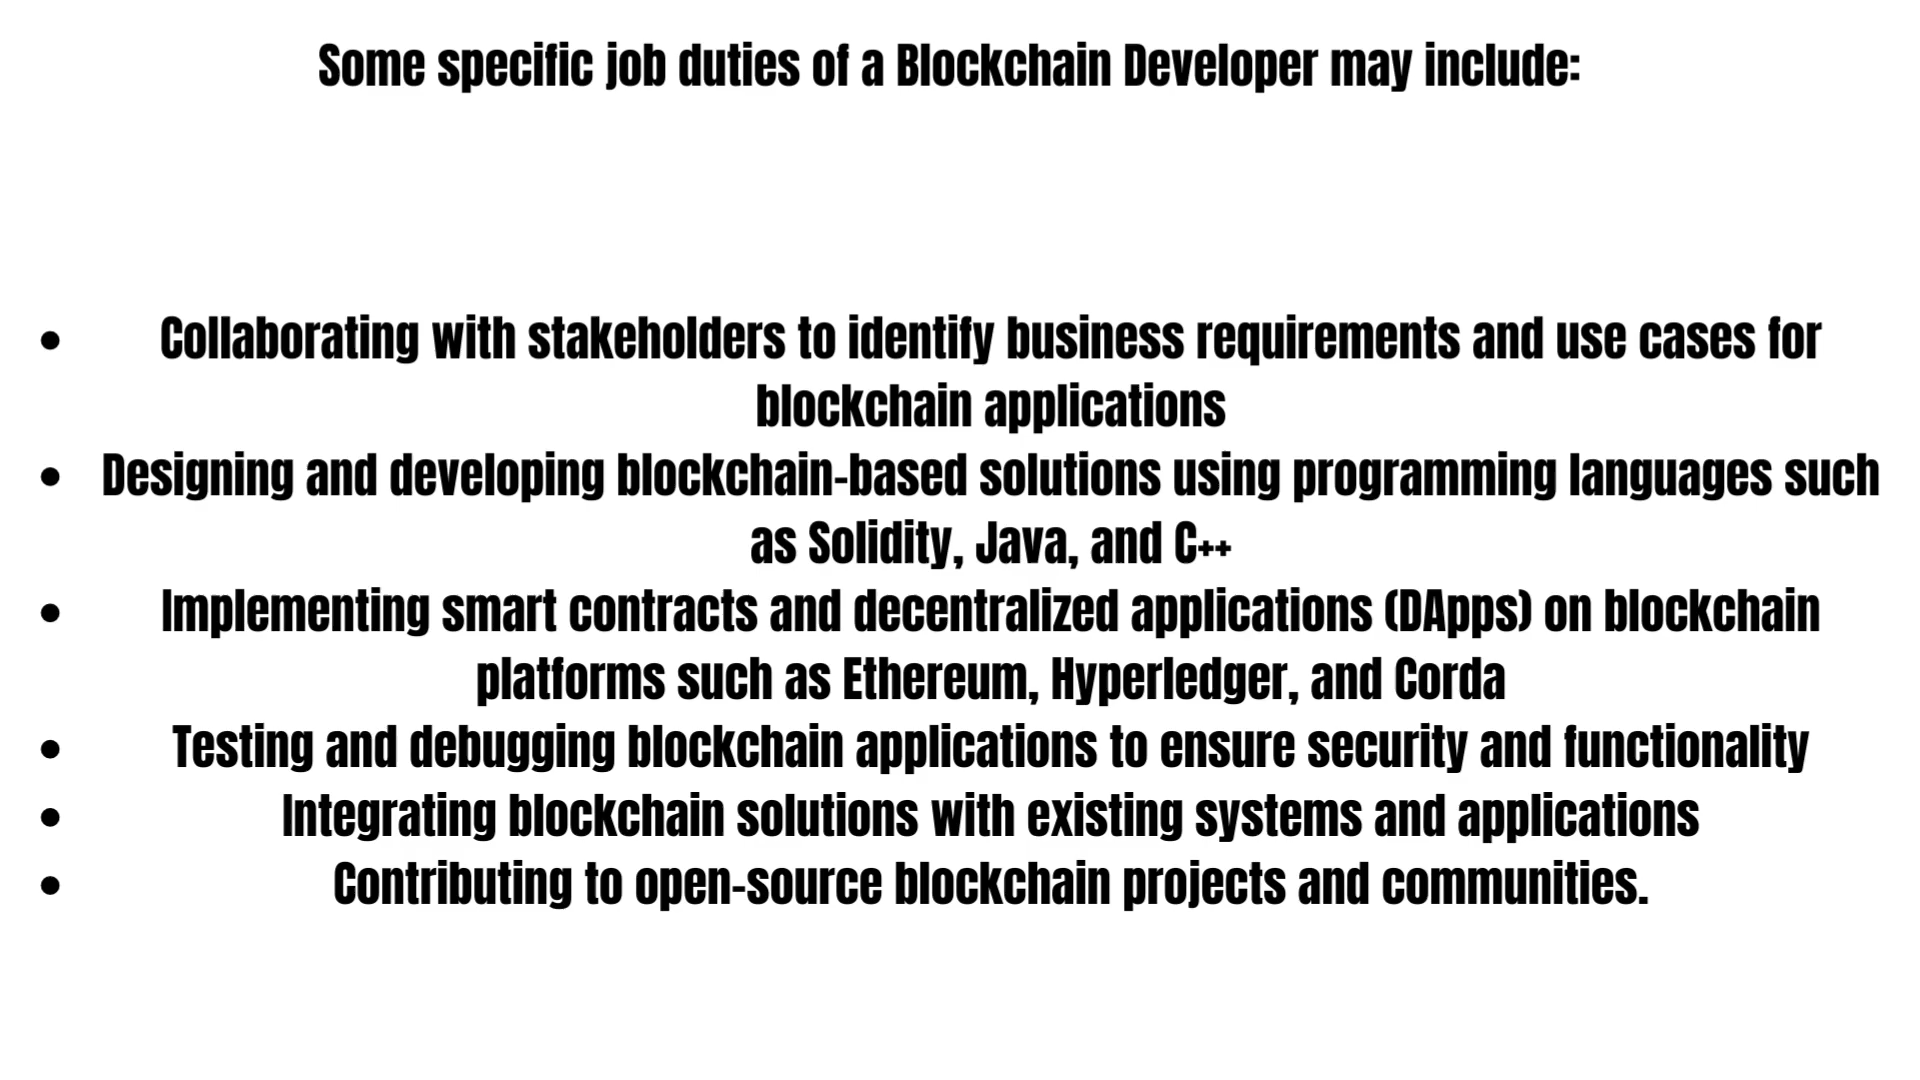 Some specific job duties of a Blockchain Developer may include:
• Collaborating with stakeholders to identify business requirements and use cases for
blockchain applications
• Designing and developing blockchain-based solutions using programming languages such
as Solidity, Java, and C++
• Implementing smart contracts and decentralized applications (DApps) on blockchain
platforms such as Ethereum, Hyperledger, and Corda
• Testing and debugging blockchain applications to ensure security and functionality
• Integrating blockchain solutions with existing systems and applications
• Contributing to open-source blockchain projects and communities.